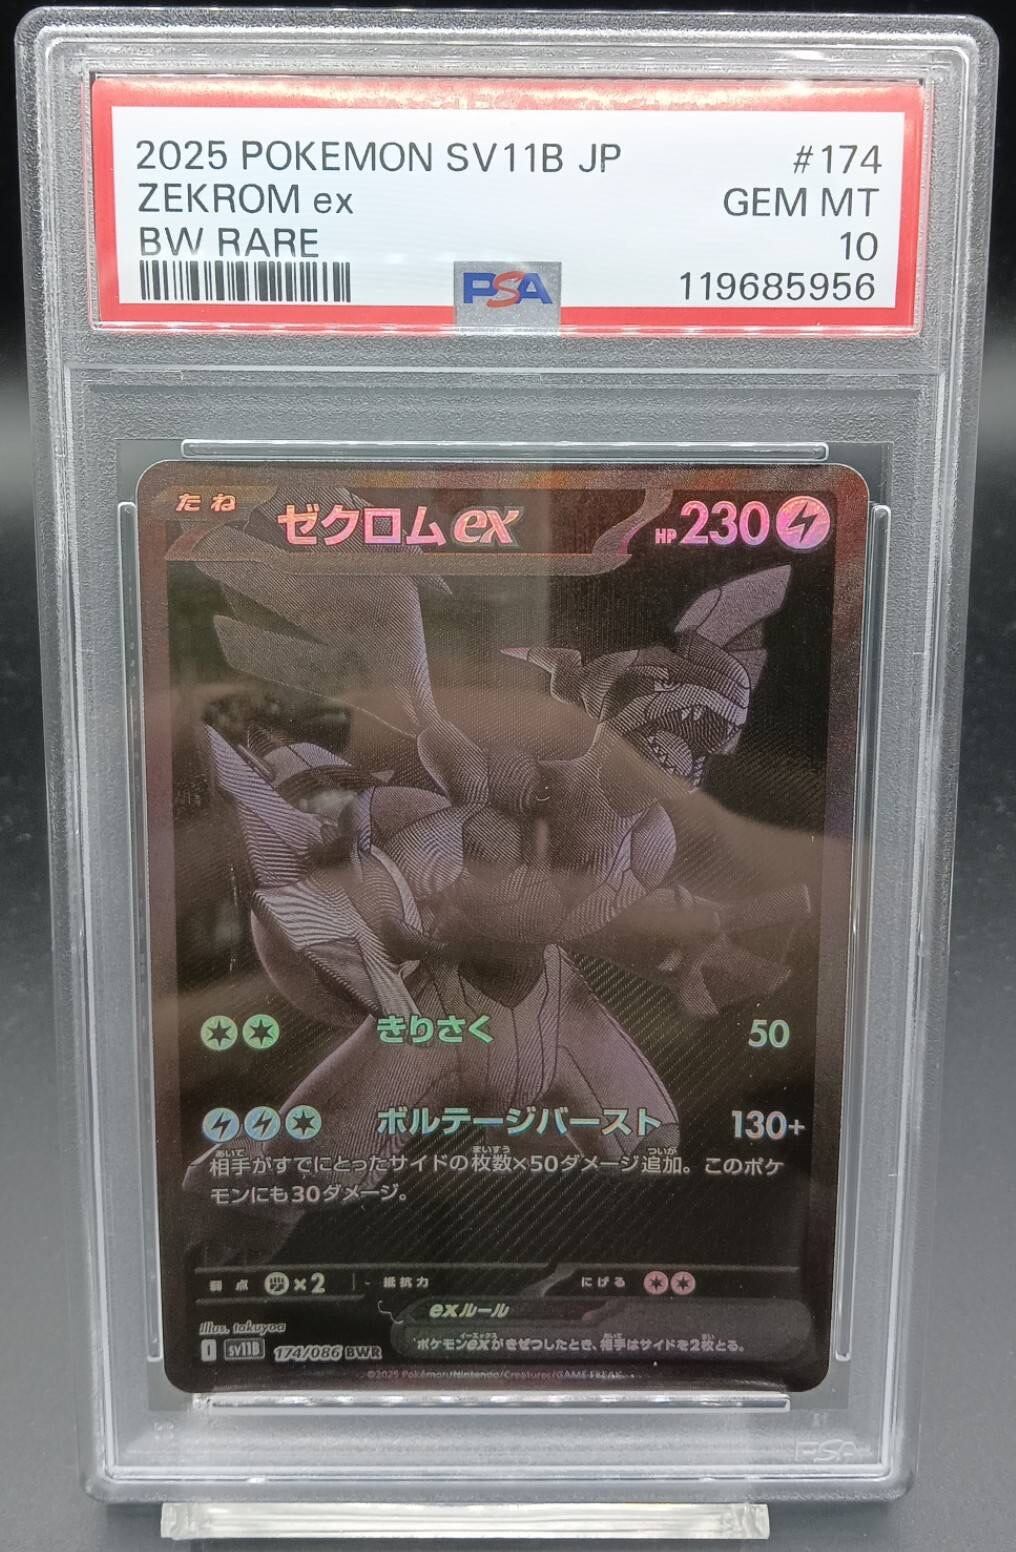 2025 POKEMON SV11B JP #174
ZEKROM ex GEM MT
BW RARE 10
PSA 119685956
たね ゼクロムex HP 230
きりさく 50
ボルテージバースト 130+
相手がすでにとったサイドの枚数×50ダメージ追加。このポケ
モンにも30ダメージ。
弱点 ×2 抵抗力 にげる
exルール
ポケモンexがきぜつしたとき、相手はサイドを2枚とる。
Illus. takuyoa
I sv11B 174/086 BWR
©2025 Pokémon/Nintendo/Creatures/GAME FREAK
PSA